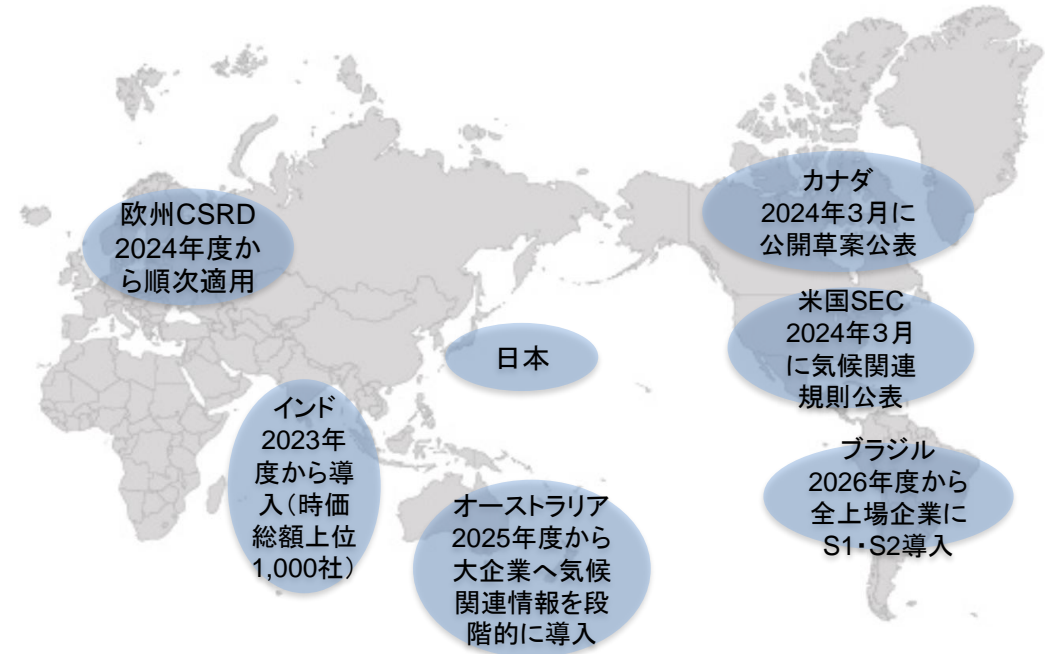 欧州CSRD
2024年度か
ら順次適用
カナダ
2024年３月に
公開草案公表
米国SEC
2024年３月
に気候関連
規則公表
日本
インド
2023年
度から導
入（時価
総額上位
1,000社）
オーストラリア
2025年度から
大企業へ気候
関連情報を段
階的に導入
ブラジル
2026年度から
全上場企業に
S1・S2導入